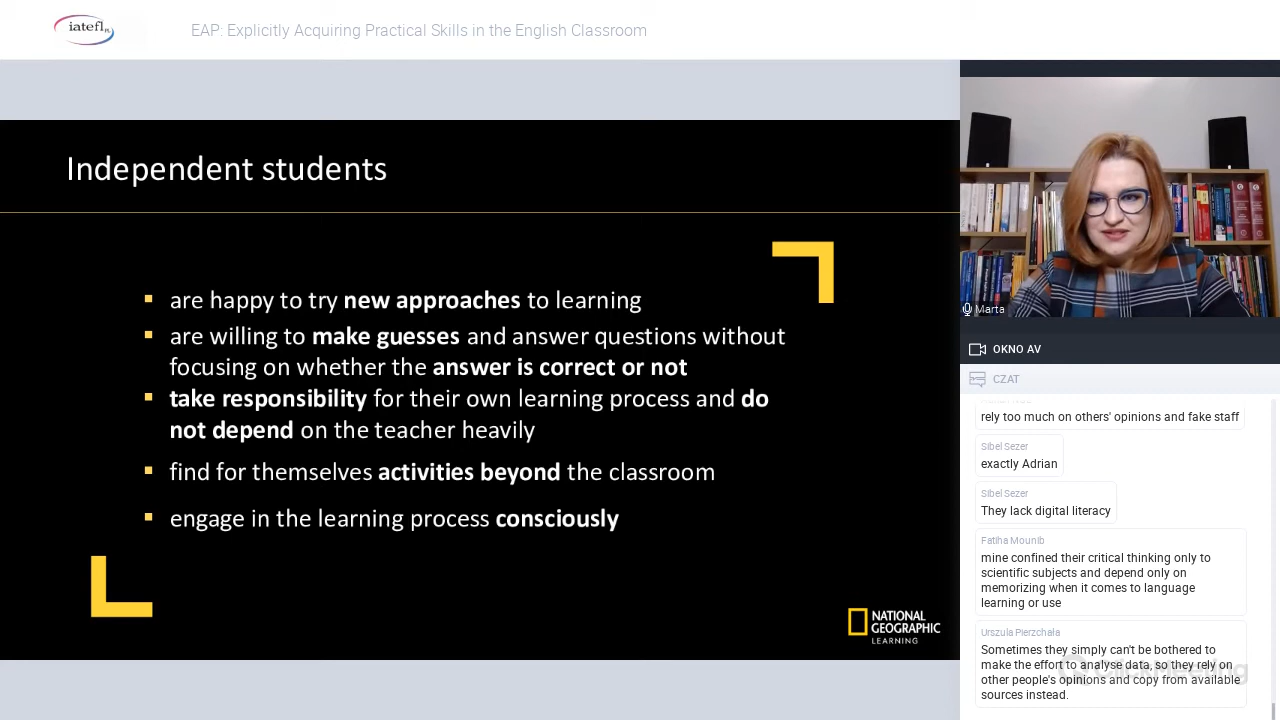 iatefl PL
EAP: Explicitly Acquiring Practical Skills in the English Classroom
Independent students
▪ are happy to try new approaches to learning
▪ are willing to make guesses and answer questions without
focusing on whether the answer is correct or not
▪ take responsibility for their own learning process and do
not depend on the teacher heavily
▪ find for themselves activities beyond the classroom
▪ engage in the learning process consciously
NATIONAL
GEOGRAPHIC
LEARNING
Marta
OKNO AV
CZAT
rely too much on others' opinions and fake staff
Sibel Sezer
exactly Adrian
Sibel Sezer
They lack digital literacy
Fatiha Mounib
mine confined their critical thinking only to
scientific subjects and depend only on
memorizing when it comes to language
learning or use
Urszula Pierzchała
Sometimes they simply can't be bothered to
make the effort to analyse data, so they rely on
other people's opinions and copy from available
sources instead.
ClickMeeting